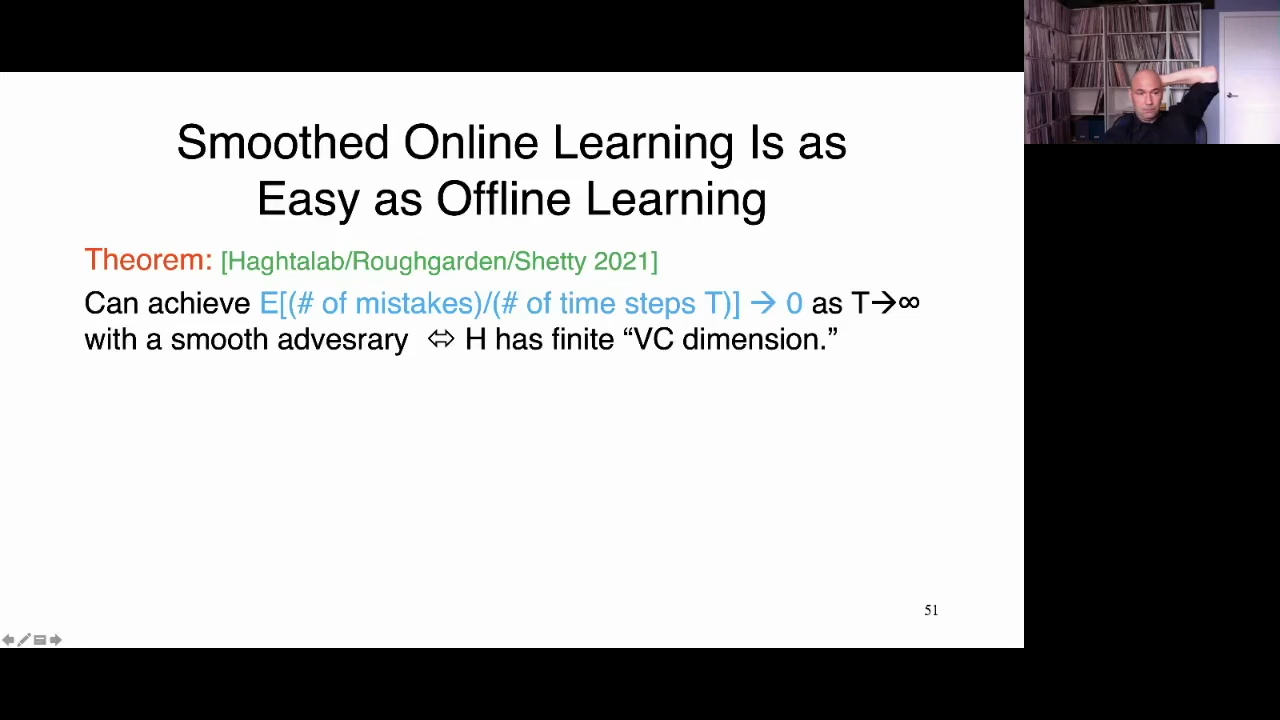 Smoothed Online Learning Is as
Easy as Offline Learning
Theorem: [Haghtalab/Roughgarden/Shetty 2021]
Can achieve E[(# of mistakes)/(# of time steps T)] → 0 as T→∞
with a smooth advesrary ⇔ H has finite “VC dimension.”
51